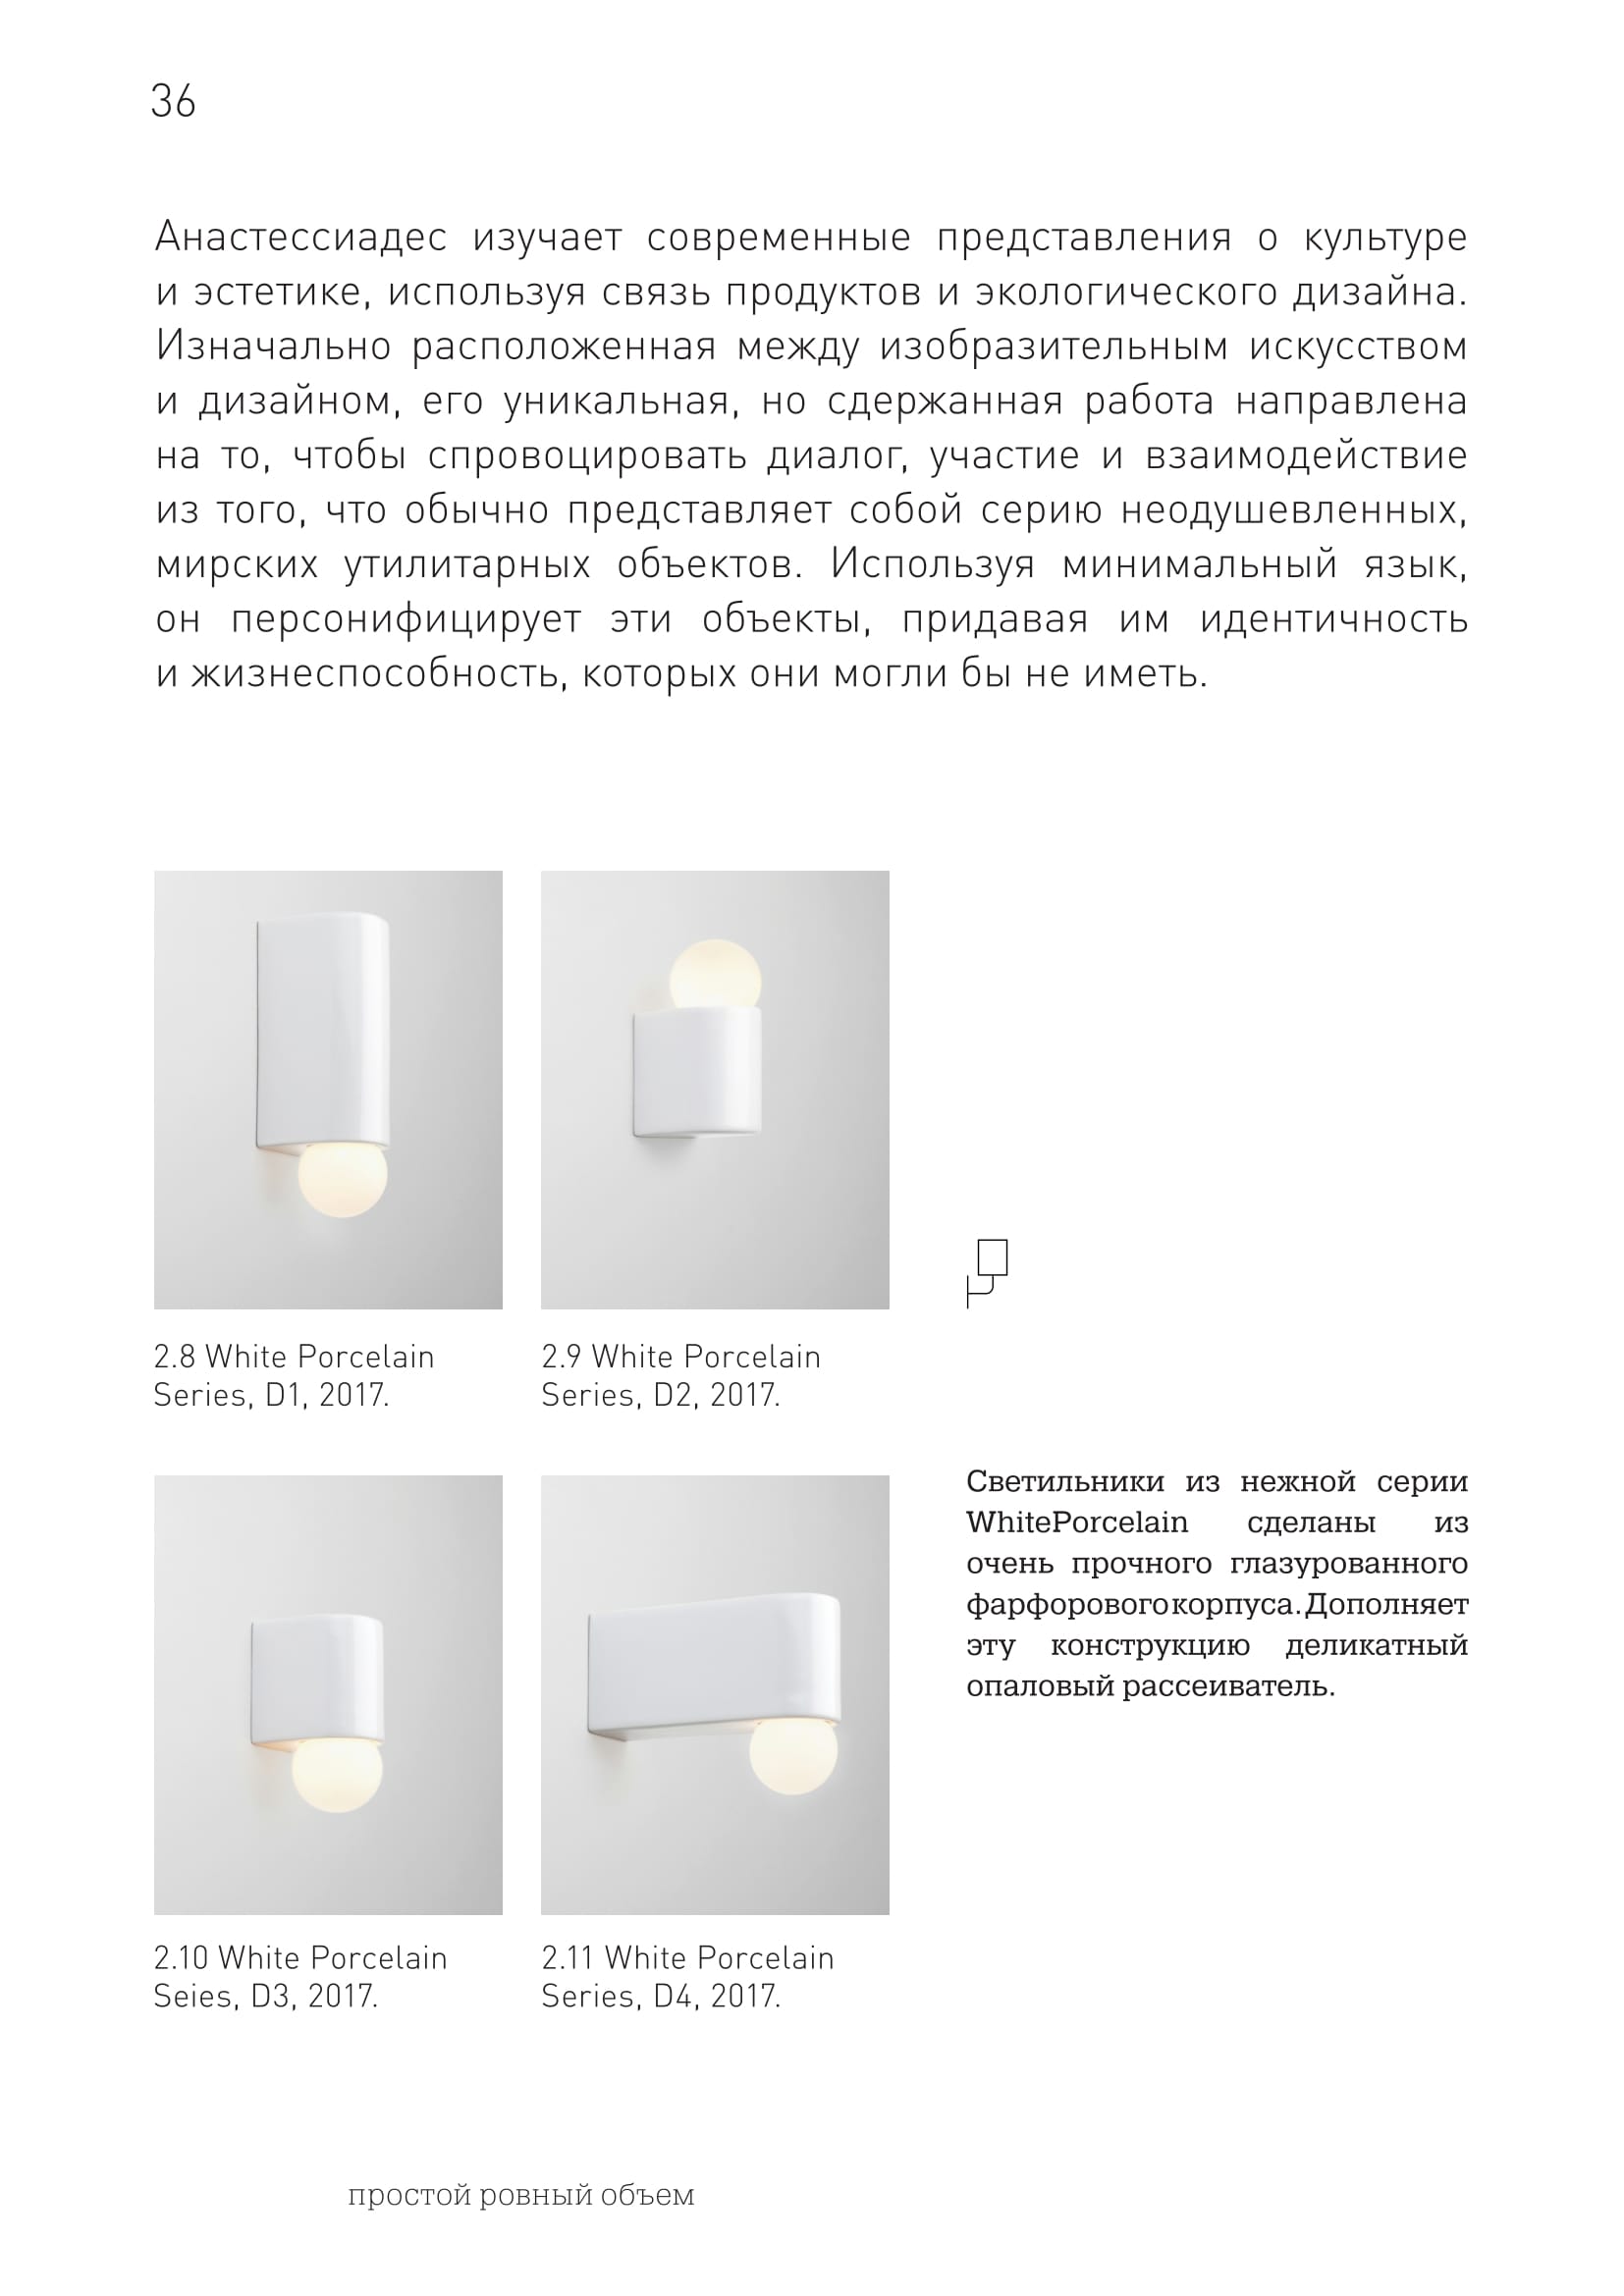 36
Анастессиадес изучает современные представления о культуре
и эстетике, используя связь продуктов и экологического дизайна.
Изначально расположенная между изобразительным искусством
и дизайном, его уникальная, но сдержанная работа направлена
на то, чтобы спровоцировать диалог, участие и взаимодействие
из того, что обычно представляет собой серию неодушевленных,
мирских утилитарных объектов. Используя минимальный язык,
он персонифицирует эти объекты, придавая им идентичность
и жизнеспособность, которых они могли бы не иметь.
2.8 White Porcelain
Series, D1, 2017.
2.9 White Porcelain
Series, D2, 2017.
2.10 White Porcelain
Seies, D3, 2017.
2.11 White Porcelain
Series, D4, 2017.
Светильники из нежной серии
WhitePorcelain сделаны из
очень прочного глазурованного
фарфорового корпуса. Дополняет
эту конструкцию деликатный
опаловый рассеиватель.
простой ровный объем